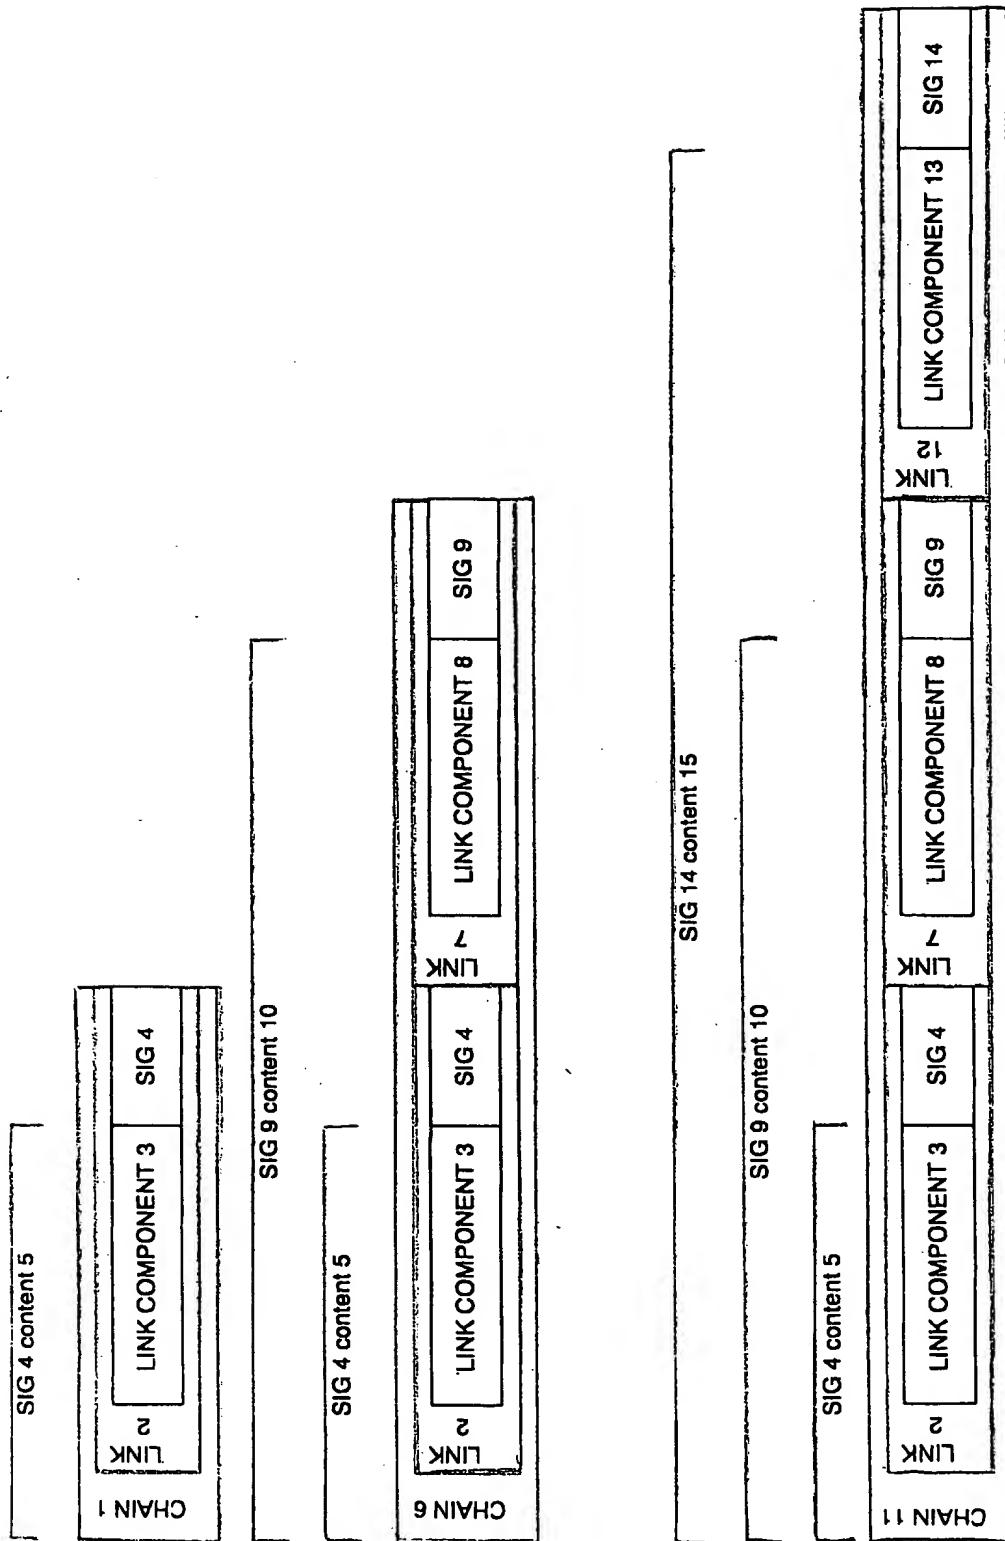 SIG 4 content 5
CHAIN 1
LINK 2
LINK COMPONENT 3
SIG 4
SIG 9 content 10
SIG 4 content 5
CHAIN 6
LINK 2
LINK COMPONENT 3
SIG 4
LINK 7
LINK COMPONENT 8
SIG 9
SIG 14 content 15
SIG 9 content 10
SIG 4 content 5
CHAIN 11
LINK 2
LINK COMPONENT 3
SIG 4
LINK 7
LINK COMPONENT 8
SIG 9
LINK 12
LINK COMPONENT 13
SIG 14